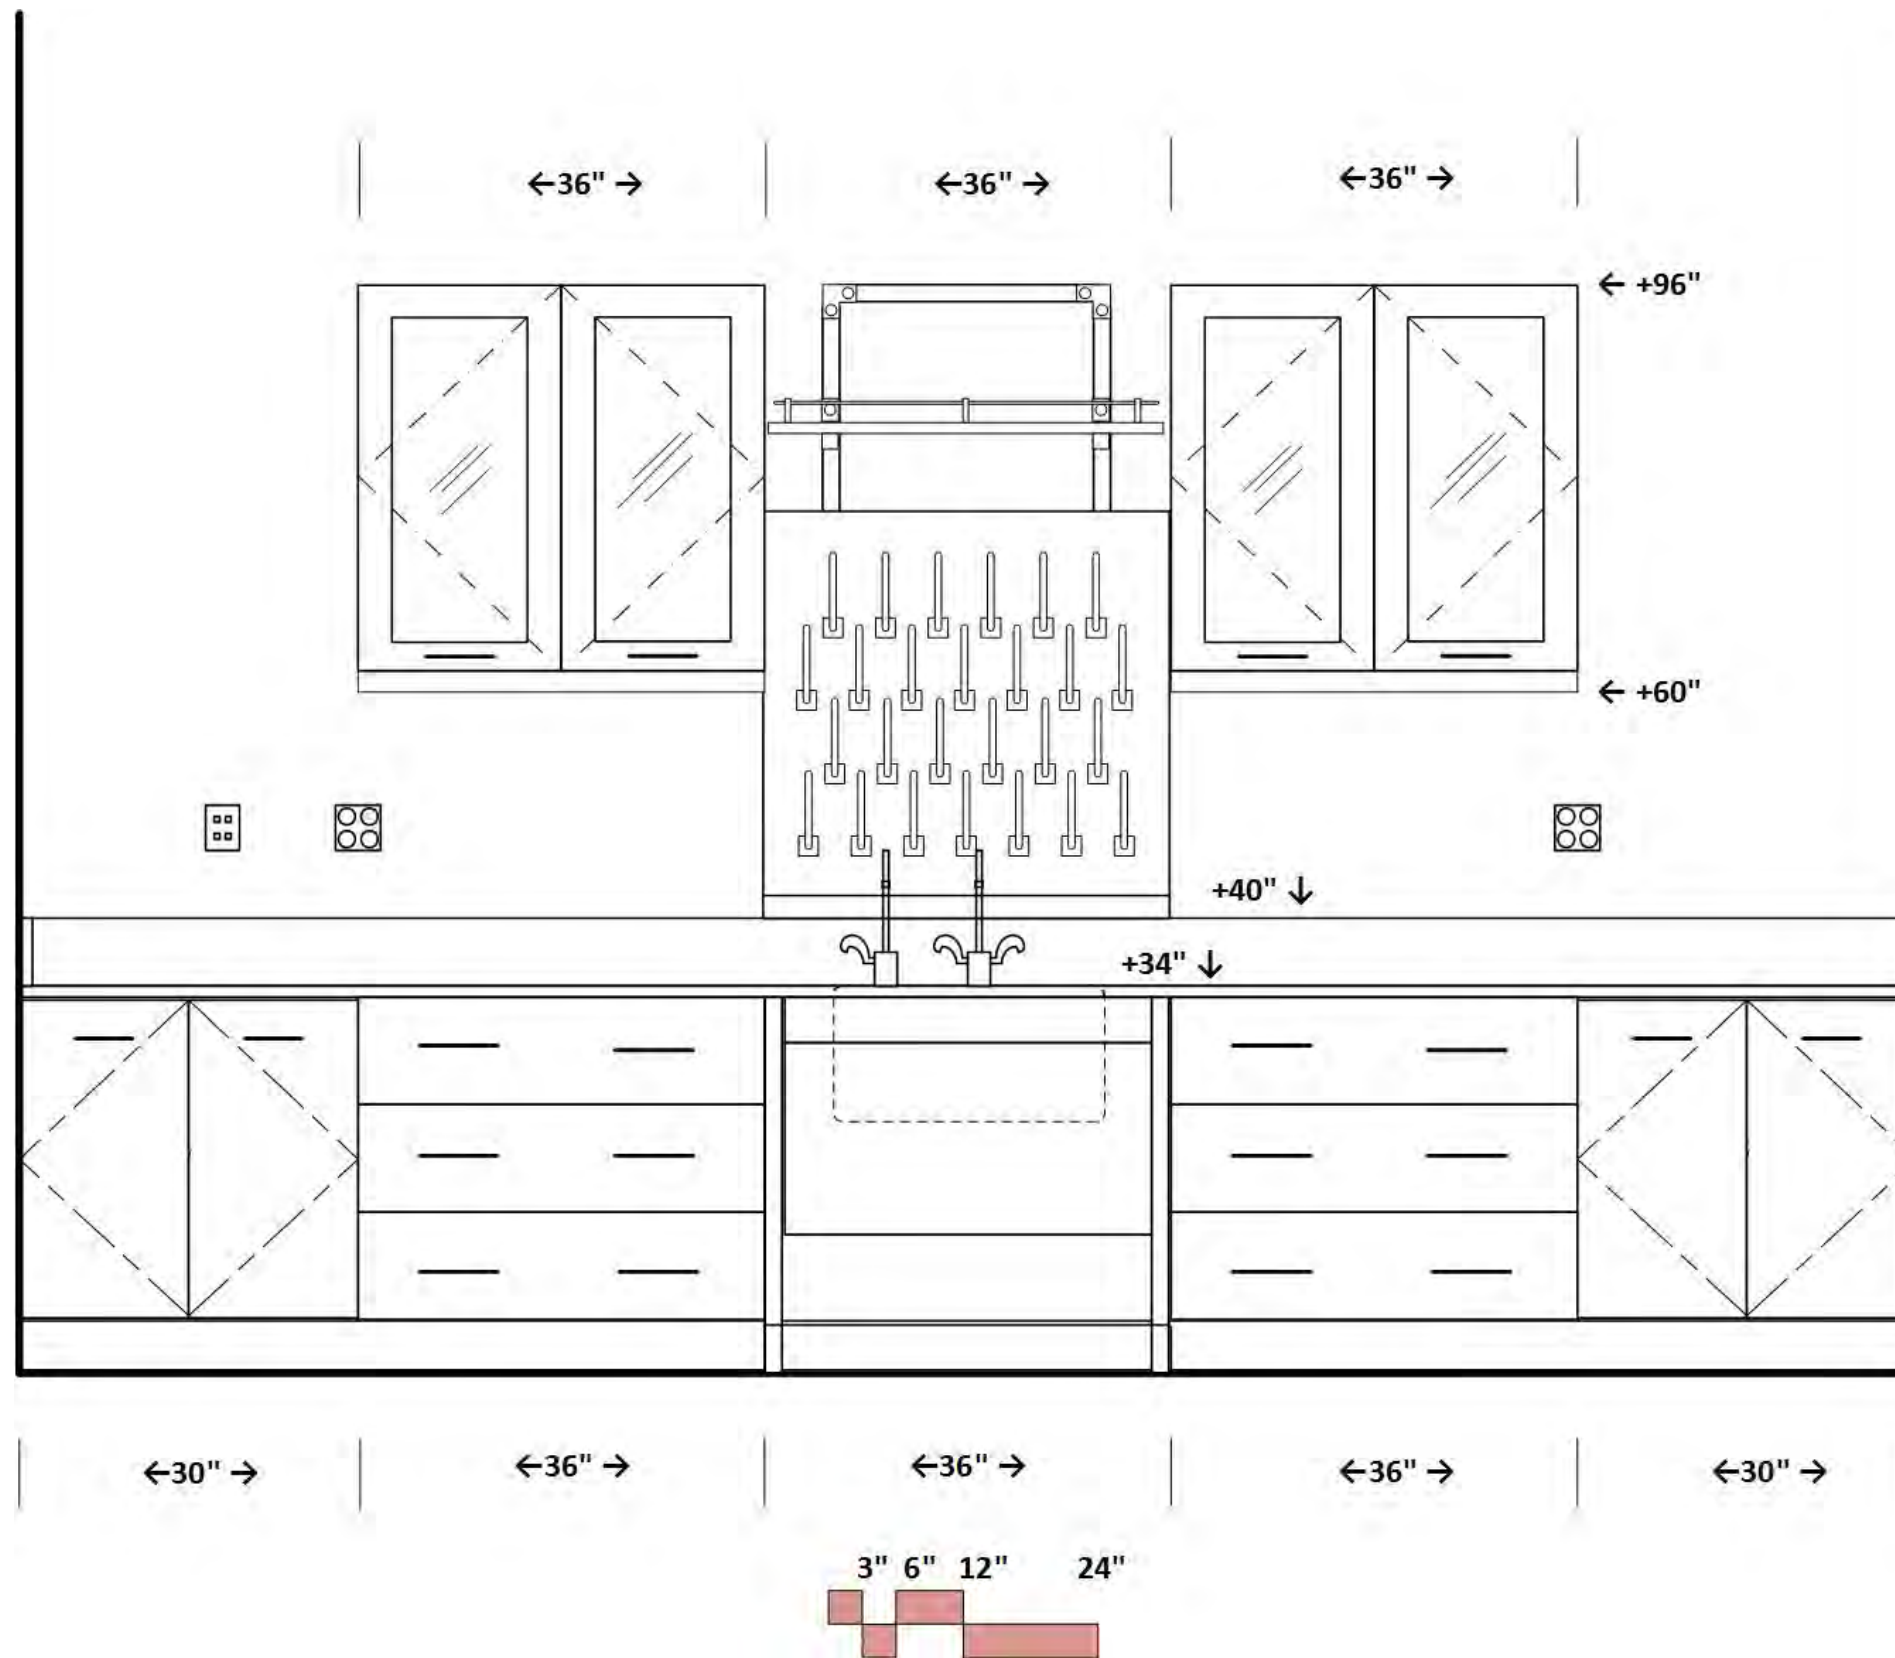 ←36" → ←36" → ←36" →
← +96"
← +60"
+40" ↓
+34" ↓
←30" → ←36" → ←36" → ←36" → ←30" →
3" 6" 12" 24"